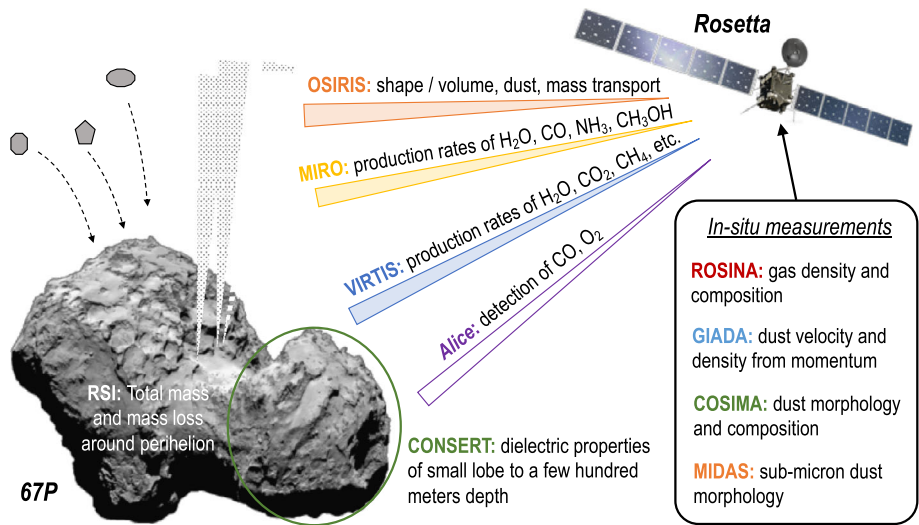 Rosetta
OSIRIS: shape / volume, dust, mass transport
MIRO: production rates of H₂O, CO, NH₃, CH₃OH
VIRTIS: production rates of H₂O, CO₂, CH₄, etc.
Alice: detection of CO, O₂
In-situ measurements
ROSINA: gas density and
composition
GIADA: dust velocity and
density from momentum
COSIMA: dust morphology
and composition
MIDAS: sub-micron dust
morphology
RSI: Total mass
and mass loss
around perihelion
CONSERT: dielectric properties
of small lobe to a few hundred
meters depth
67P